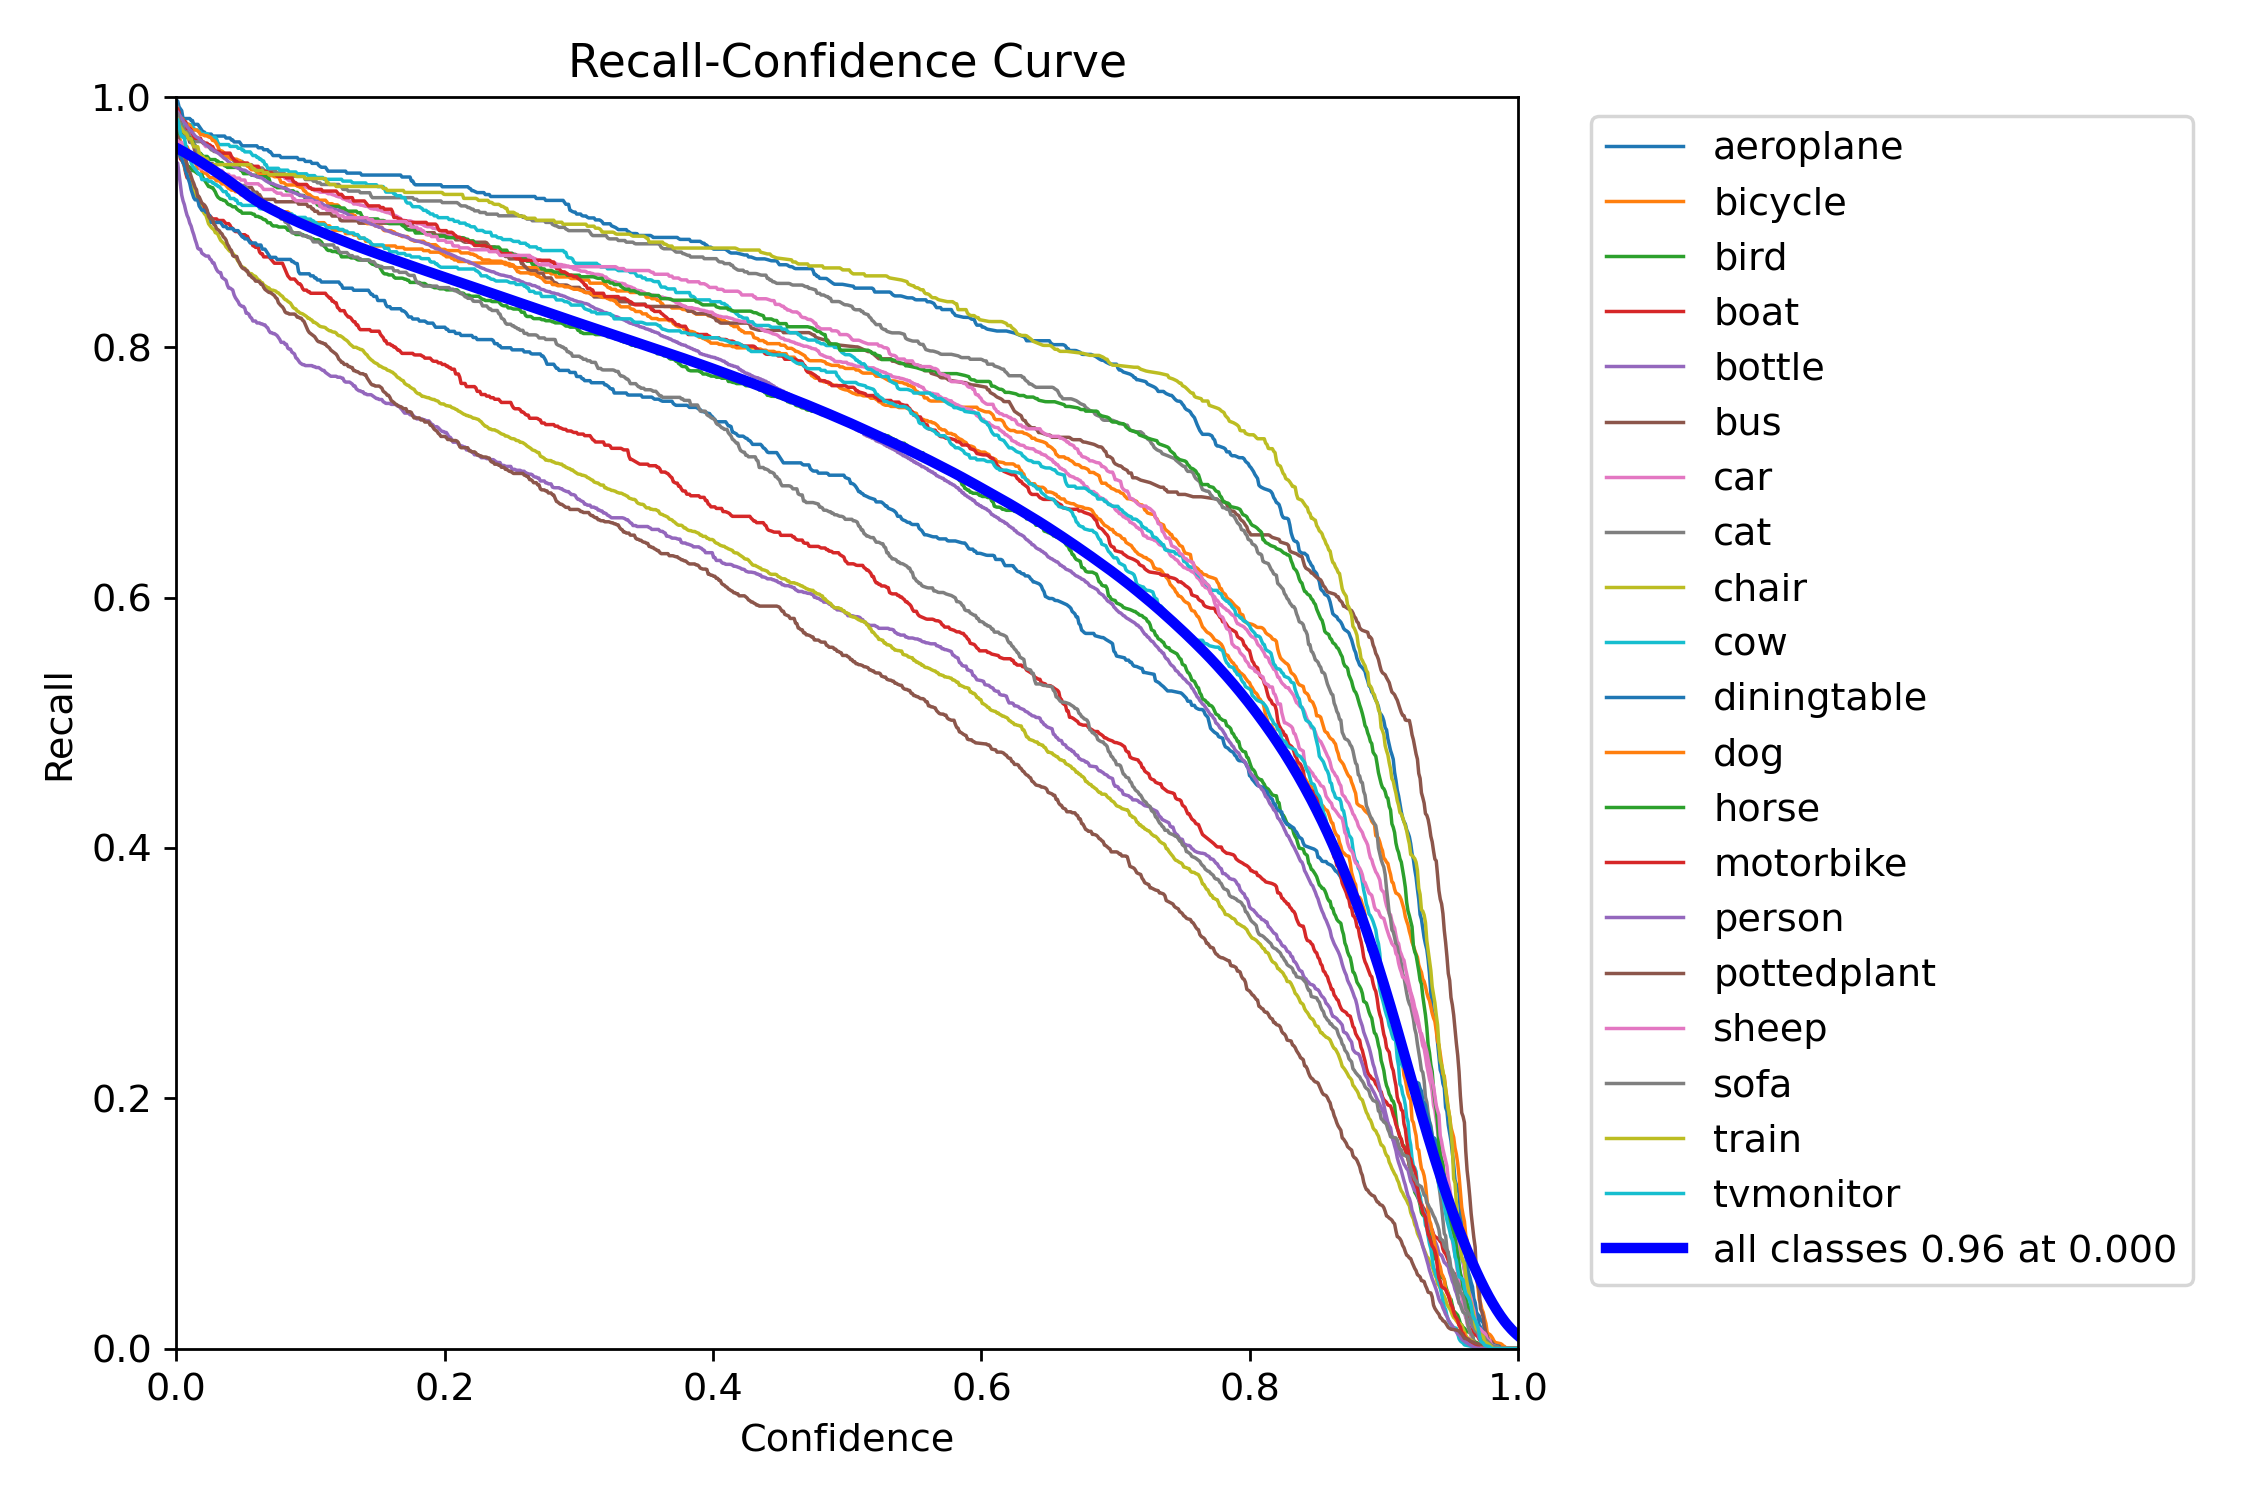 Recall-Confidence Curve
1.0
0.8
0.6
0.4
0.2
0.0
Recall
0.0 0.2 0.4 0.6 0.8 1.0
Confidence
aeroplane
bicycle
bird
boat
bottle
bus
car
cat
chair
cow
diningtable
dog
horse
motorbike
person
pottedplant
sheep
sofa
train
tvmonitor
all classes 0.96 at 0.000